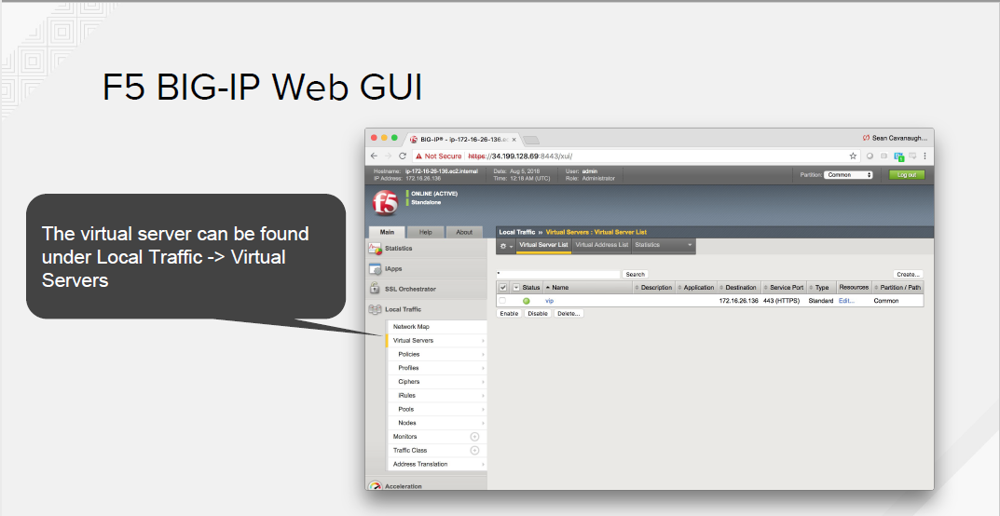 F5 BIG-IP Web GUI
The virtual server can be found
under Local Traffic -> Virtual
Servers
BIG-IP® - ip-172-16-26-136.ec
Sean Cavanaugh...
Not Secure https://34.199.128.69:8443/xui/
Hostname: ip-172-16-26-136.ec2.internal Date: Aug 5, 2018 User: admin
IP Address: 172.16.26.136 Time: 12:18 AM (UTC) Role: Administrator
Partition: Common Log out
f5
ONLINE (ACTIVE)
Standalone
Main Help About
Local Traffic » Virtual Servers : Virtual Server List
Virtual Server List Virtual Address List Statistics
Statistics
iApps
SSL Orchestrator
Local Traffic
Network Map
Virtual Servers
Policies
Profiles
Ciphers
iRules
Pools
Nodes
Monitors
Traffic Class
Address Translation
Acceleration
* Search Create...
Status Name Description Application Destination Service Port Type Resources Partition / Path
vip 172.16.26.136 443 (HTTPS) Standard Edit... Common
Enable Disable Delete...